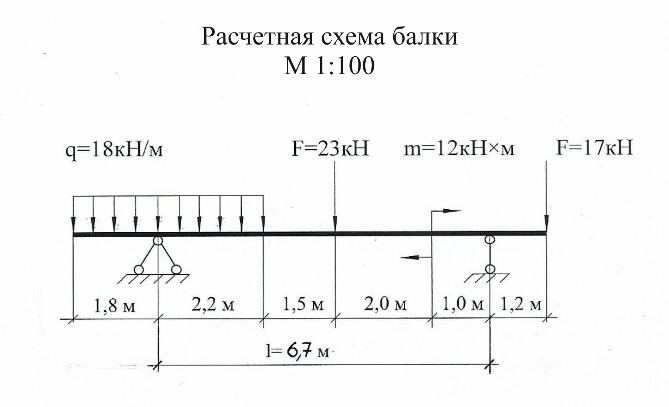 Расчетная схема балки
М 1:100
q=18кН/м F=23кН m=12кН×м F=17кН
1,8 м 2,2 м 1,5 м 2,0 м 1,0 м 1,2 м
l= 6,7 м